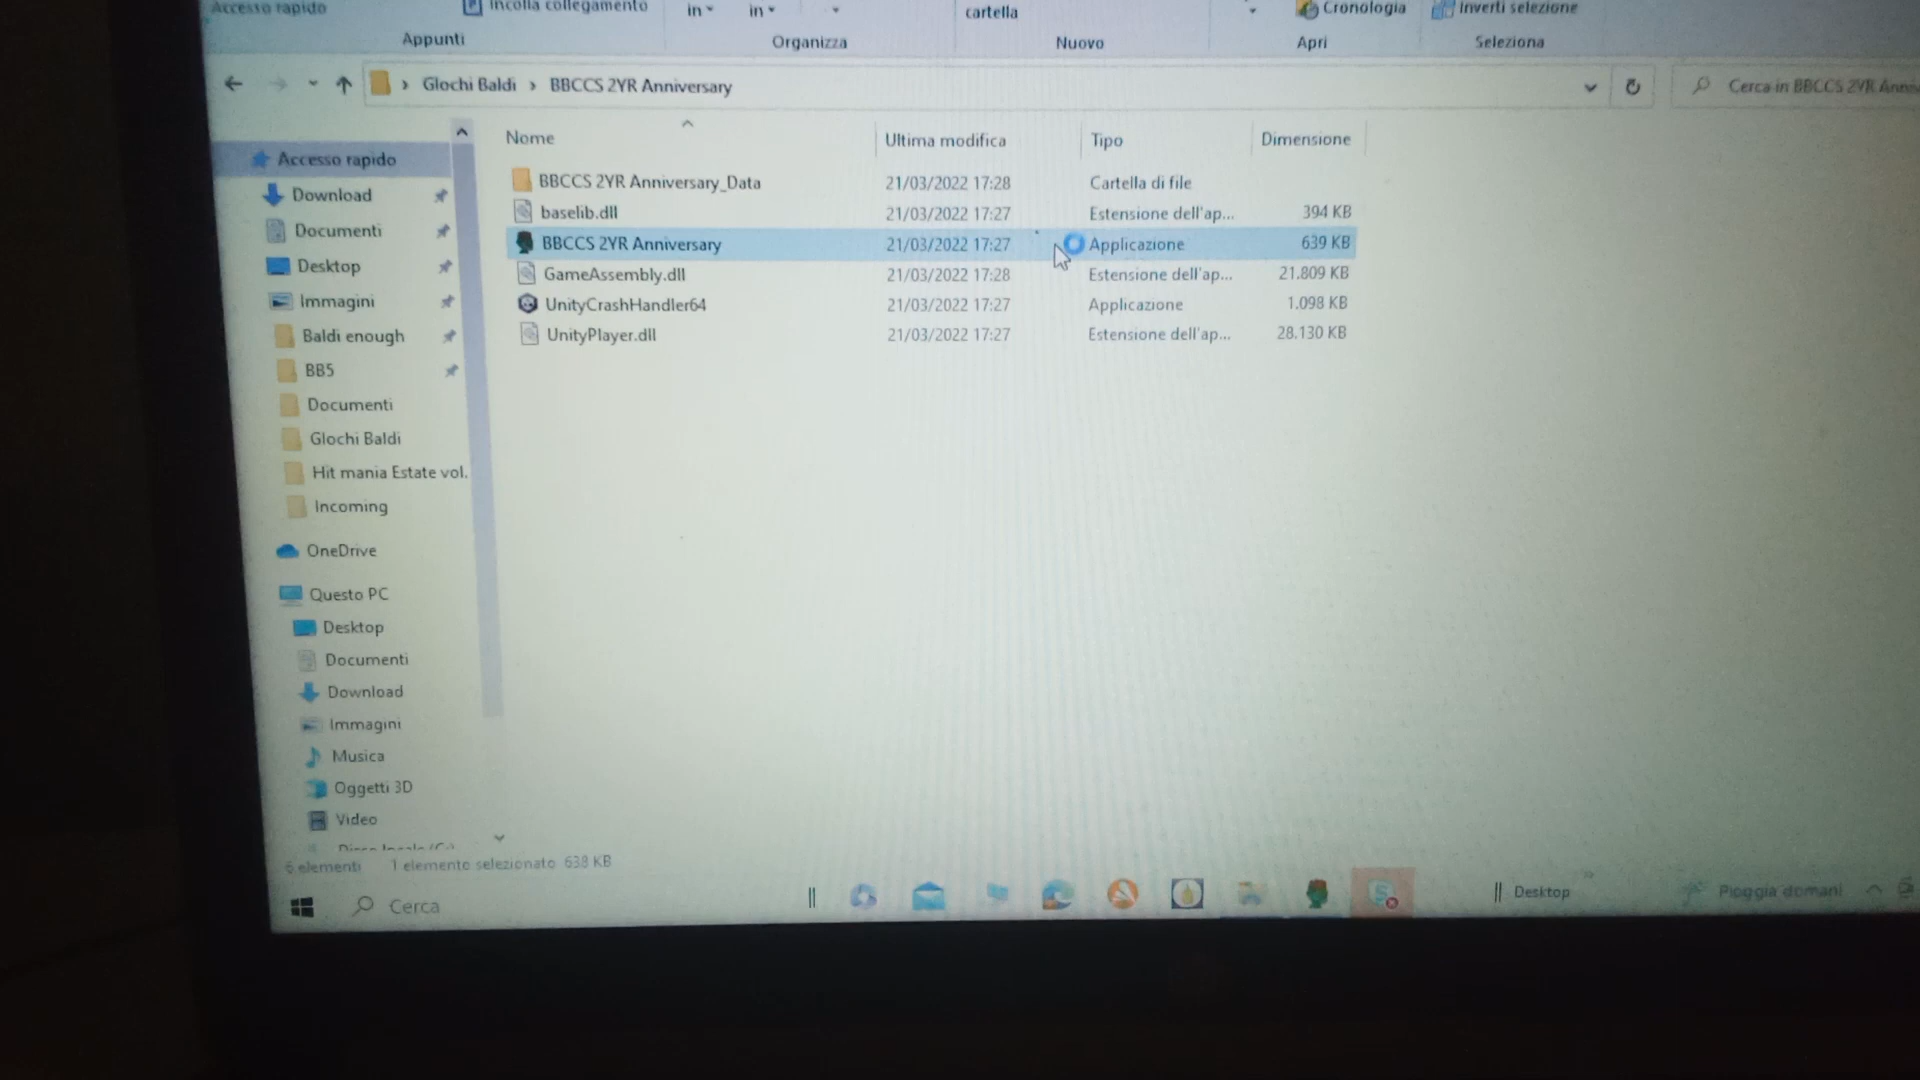 Accesso rapido
Incolla collegamento
in
in
cartella
Cronologia
Inverti selezione
Appunti
Organizza
Nuovo
Apri
Seleziona
Glochi Baldi › BBCCS 2YR Anniversary
Cerca in BBCCS 2YR Anniv
Nome
Ultima modifica
Tipo
Dimensione
BBCCS 2YR Anniversary_Data 21/03/2022 17:28 Cartella di file
baselib.dll 21/03/2022 17:27 Estensione dell'ap... 394 KB
BBCCS 2YR Anniversary 21/03/2022 17:27 Applicazione 639 KB
GameAssembly.dll 21/03/2022 17:28 Estensione dell'ap... 21.809 KB
UnityCrashHandler64 21/03/2022 17:27 Applicazione 1.098 KB
UnityPlayer.dll 21/03/2022 17:27 Estensione dell'ap... 28.130 KB
Accesso rapido
Download
Documenti
Desktop
Immagini
Baldi enough
BB5
Documenti
Glochi Baldi
Hit mania Estate vol.
Incoming
OneDrive
Questo PC
Desktop
Documenti
Download
Immagini
Musica
Oggetti 3D
Video
Disco locale (C:)
6 elementi 1 elemento selezionato 638 KB
Cerca
Desktop
Pioggia domani